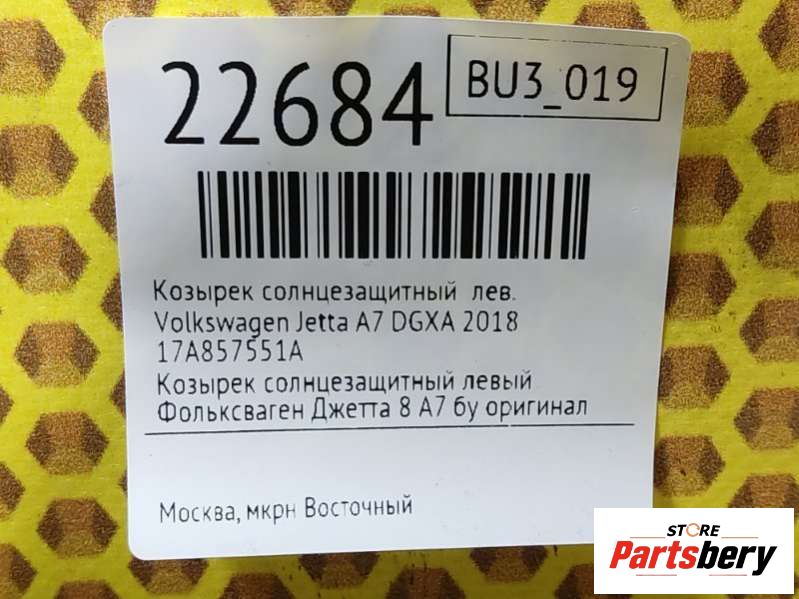 22684
BU3_019
Козырек солнцезащитный лев.
Volkswagen Jetta A7 DGXA 2018
17A857551A
Козырек солнцезащитный левый
Фольксваген Джетта 8 А7 бу оригинал
Москва, мкрн Восточный
STORE
Partsbery